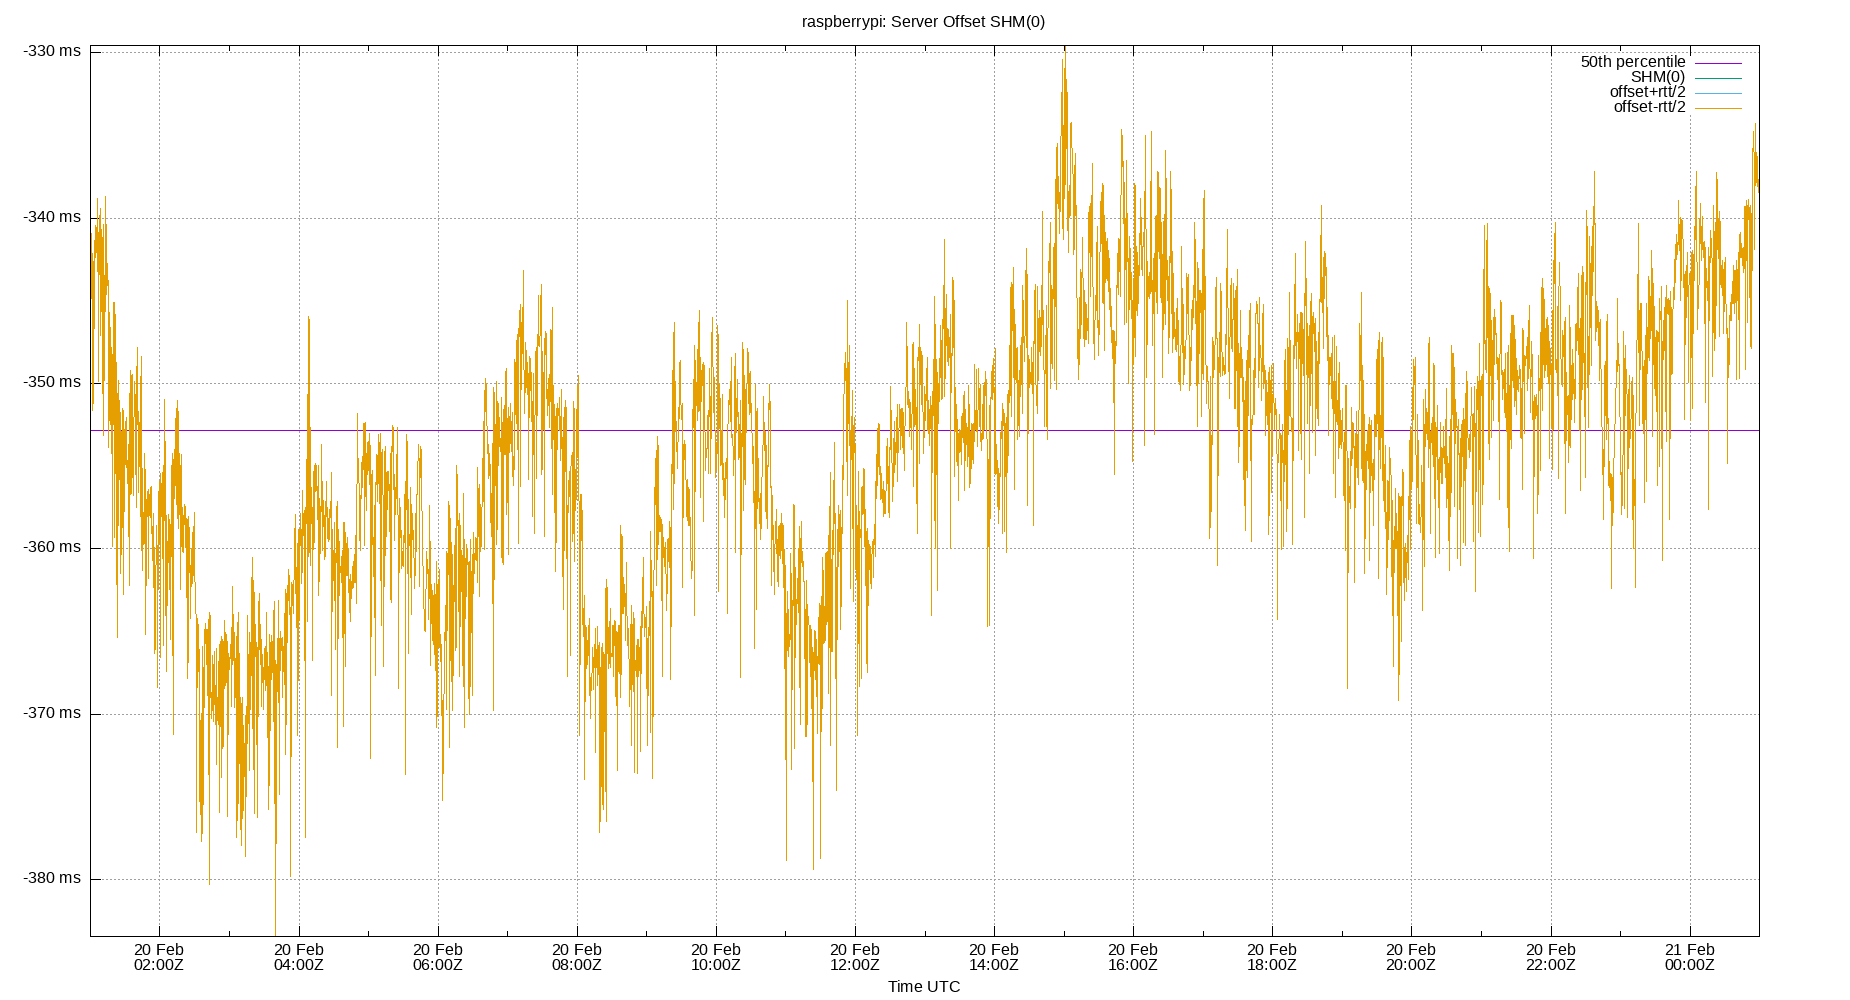 raspberrypi: Server Offset SHM(0)
-330 ms
50th percentile
SHM(0)
offset+rtt/2
offset-rtt/2
-340 ms
-350 ms
-360 ms
-370 ms
-380 ms
20 Feb 20 Feb 20 Feb 20 Feb 20 Feb 20 Feb 20 Feb 20 Feb 20 Feb 20 Feb 20 Feb 21 Feb
02:00Z 04:00Z 06:00Z 08:00Z 10:00Z 12:00Z 14:00Z 16:00Z 18:00Z 20:00Z 22:00Z 00:00Z
Time UTC